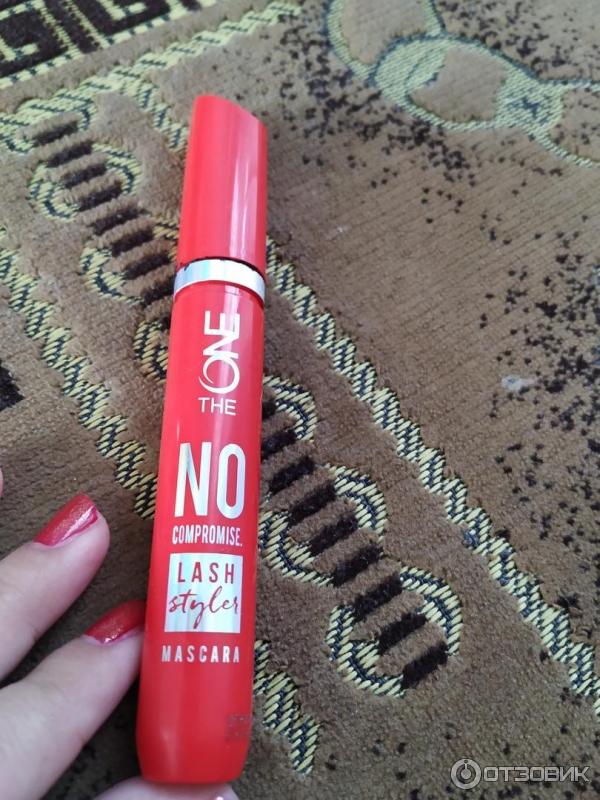 THE ONE
NO
COMPROMISE.
LASH
styler
MASCARA
ОТЗОВИК